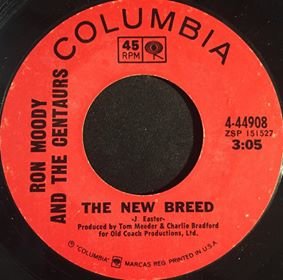 COLUMBIA
45
RPM
RON MOODY
AND THE CENTAURS
4-44908
ZSP 151527
3:05
THE NEW BREED
-J. Easter-
Produced by Tom Meeder & Charlie Bradford
for Old Coach Productions, Ltd.
® "COLUMBIA" MARCAS REG. PRINTED IN U.S.A.